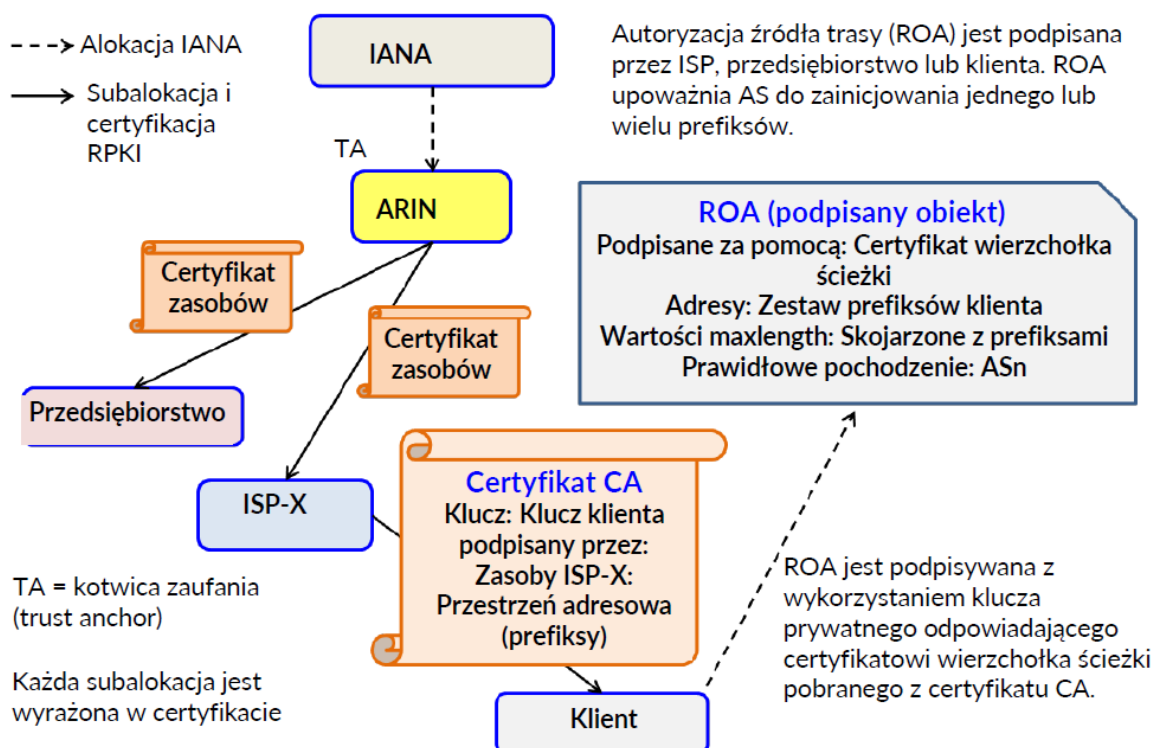 Alokacja IANA
Subalokacja i
certyfikacja
RPKI
IANA
Autoryzacja źródła trasy (ROA) jest podpisana
przez ISP, przedsiębiorstwo lub klienta. ROA
upoważnia AS do zainicjowania jednego lub
wielu prefiksów.
TA
ARIN
Certyfikat
zasobów
Certyfikat
zasobów
ROA (podpisany obiekt)
Podpisane za pomocą: Certyfikat wierzchołka
ścieżki
Adresy: Zestaw prefiksów klienta
Wartości maxlength: Skojarzone z prefiksami
Prawidłowe pochodzenie: ASn
Przedsiębiorstwo
ISP-X
Certyfikat CA
Klucz: Klucz klienta
podpisany przez:
Zasoby ISP-X:
Przestrzeń adresowa
(prefiksy)
TA = kotwica zaufania
(trust anchor)
Każda subalokacja jest
wyrażona w certyfikacie
ROA jest podpisywana z
wykorzystaniem klucza
prywatnego odpowiadającego
certyfikatowi wierzchołka ścieżki
pobranego z certyfikatu CA.
Klient